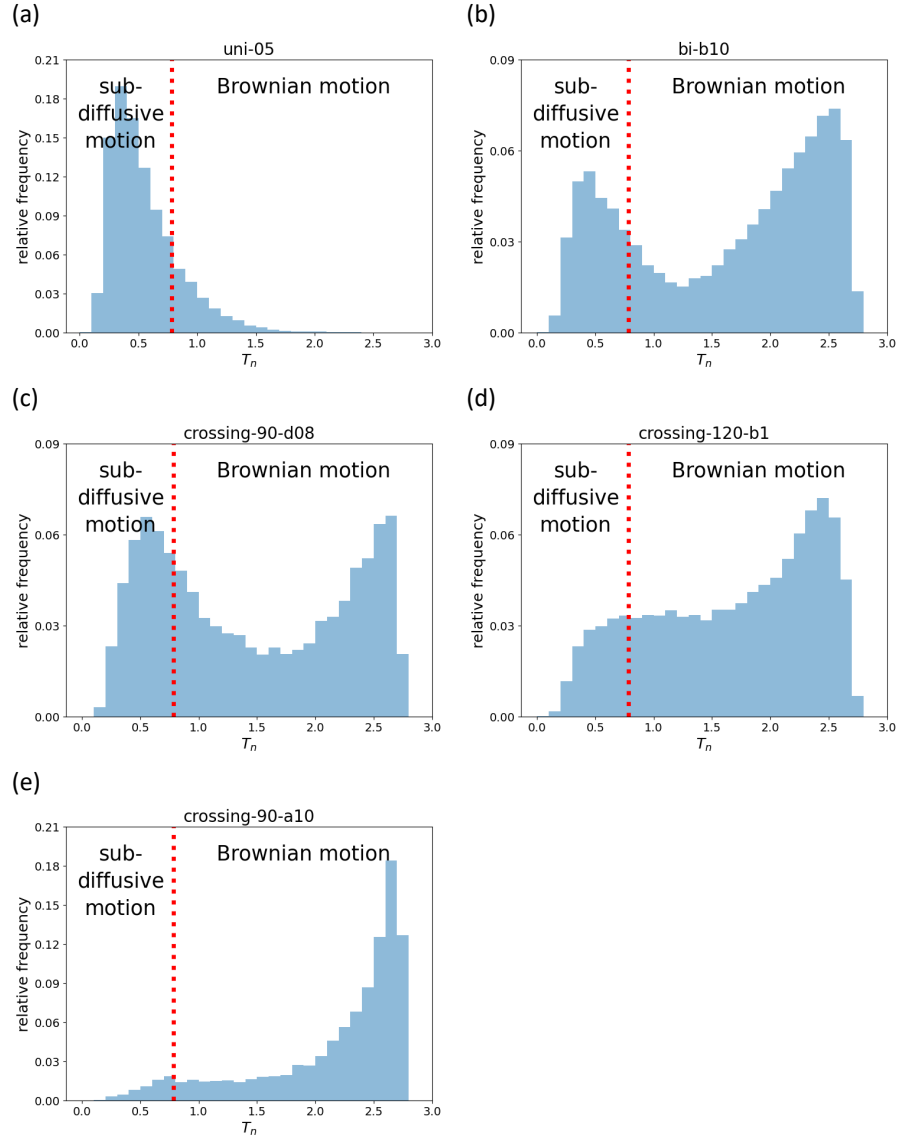 (a)
uni-05
0.21
0.18
0.15
0.12
0.09
0.06
0.03
0.00
relative frequency
sub-
diffusive
motion
Brownian motion
0.0 0.5 1.0 1.5 2.0 2.5 3.0
Tn
(b)
bi-b10
0.09
0.06
0.03
0.00
relative frequency
sub-
diffusive
motion
Brownian motion
0.0 0.5 1.0 1.5 2.0 2.5 3.0
Tn
(c)
crossing-90-d08
0.09
0.06
0.03
0.00
relative frequency
sub-
diffusive
motion
Brownian motion
0.0 0.5 1.0 1.5 2.0 2.5 3.0
Tn
(d)
crossing-120-b1
0.09
0.06
0.03
0.00
relative frequency
sub-
diffusive
motion
Brownian motion
0.0 0.5 1.0 1.5 2.0 2.5 3.0
Tn
(e)
crossing-90-a10
0.21
0.18
0.15
0.12
0.09
0.06
0.03
0.00
relative frequency
sub-
diffusive
motion
Brownian motion
0.0 0.5 1.0 1.5 2.0 2.5 3.0
Tn